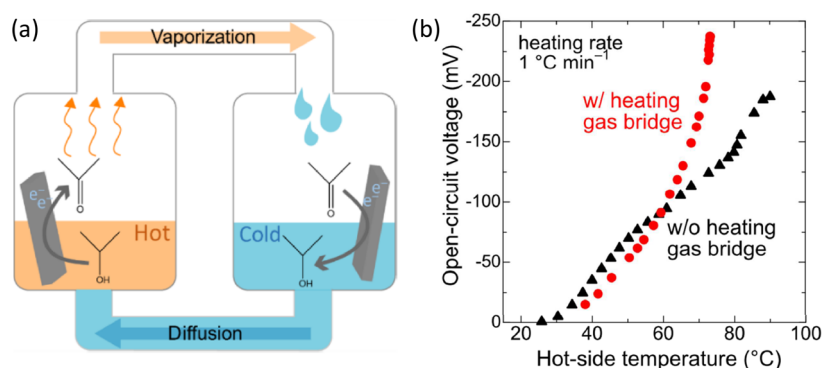 (a)
Vaporization
e⁻
e⁻
O
Hot
OH
Cold
O
e⁻
e⁻
OH
Diffusion
(b)
heating rate
1 °C min⁻¹
w/ heating
gas bridge
w/o heating
gas bridge
Open-circuit voltage (mV)
-250
-200
-150
-100
-50
0
20
40
60
80
100
Hot-side temperature (°C)